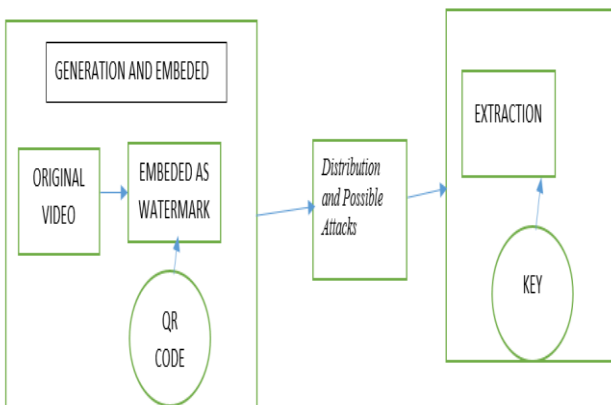 GENERATION AND EMBEDED
ORIGINAL
VIDEO
EMBEDED AS
WATERMARK
QR
CODE
Distribution
and Possible
Attacks
EXTRACTION
KEY